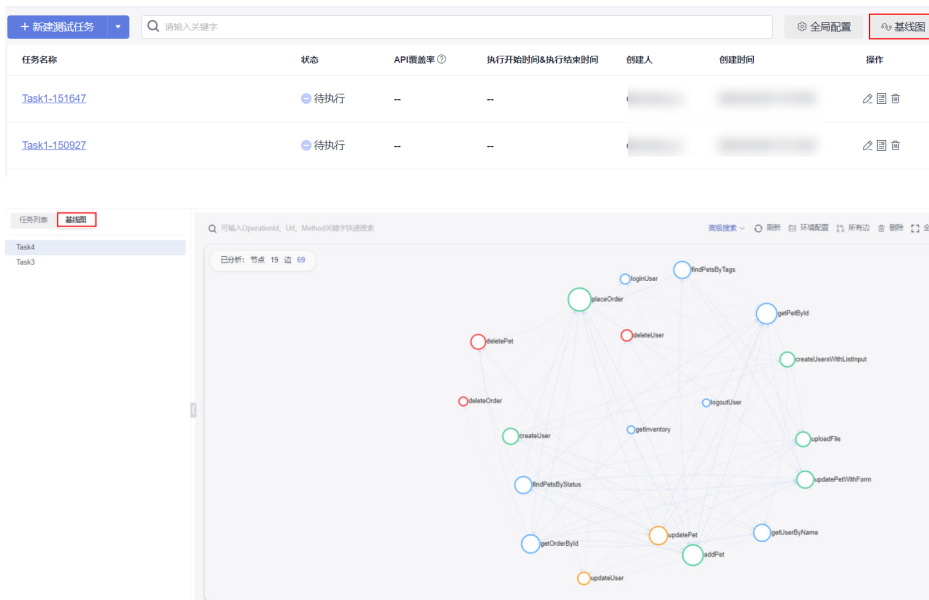 + 新建测试任务 请输入关键字 全局配置 基线图
任务名称 状态 API覆盖率 执行开始时间&执行结束时间 创建人 创建时间 操作
Task1-151647 待执行 -- --
Task1-150927 待执行 -- --
任务列表 基线图
可输入OperationId、Url、Method关键字快速搜索 高级搜索 刷新 环境配置 所有边 删除 全
Task4
Task3
已分析: 节点 19 边 69
findPetsByTags
loginUser
placeOrder
getPetById
deleteUser
deletePet
createUsersWithListInput
deleteOrder
logoutUser
getInventory
createUser
uploadFile
updatePetWithForm
findPetsByStatus
getUserByName
updatePet
getOrderById
addPet
updateUser